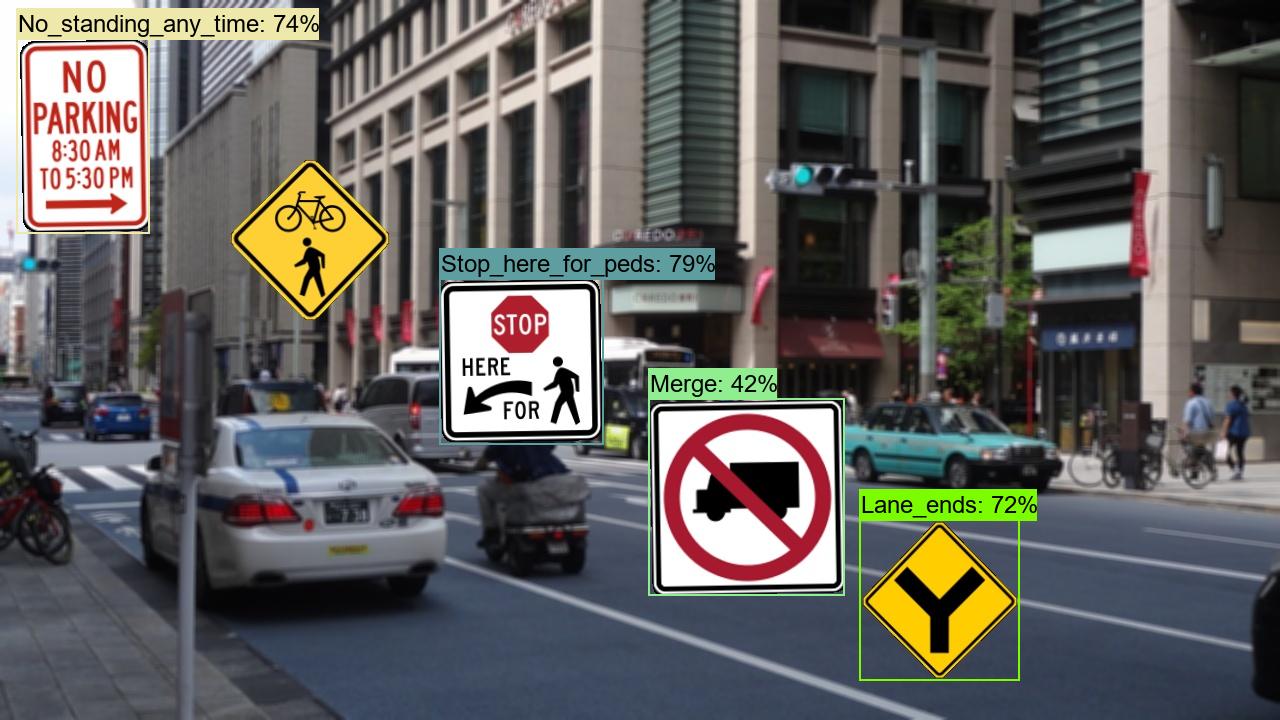 No_standing_any_time: 74%
NO
PARKING
8:30 AM
TO 5:30 PM
Stop_here_for_peds: 79%
STOP
HERE
FOR
Merge: 42%
Lane_ends: 72%